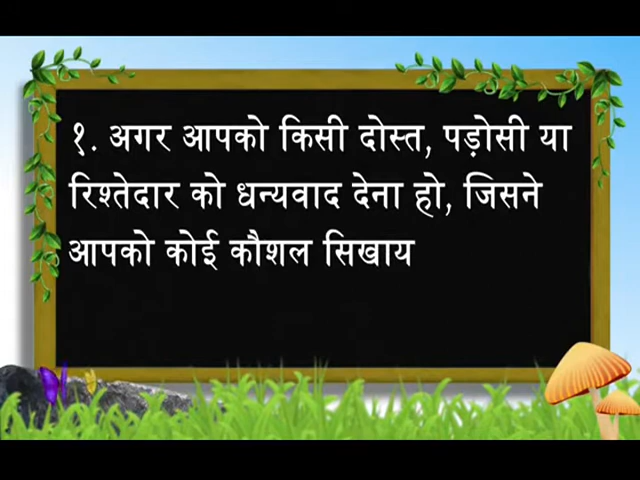 १. अगर आपको किसी दोस्त, पड़ोसी या
रिश्तेदार को धन्यवाद देना हो, जिसने
आपको कोई कौशल सिखाय